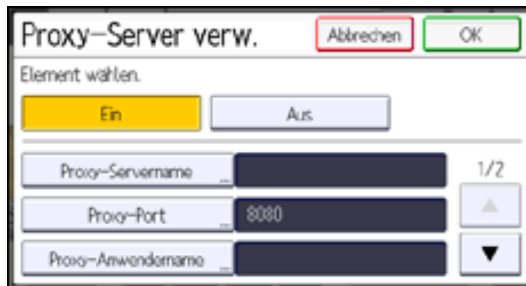 Proxy-Server verw. Abbrechen OK
Element wählen.
Ein Aus
Proxy-Servername 1/2
Proxy-Port 8080
Proxy-Anwendername